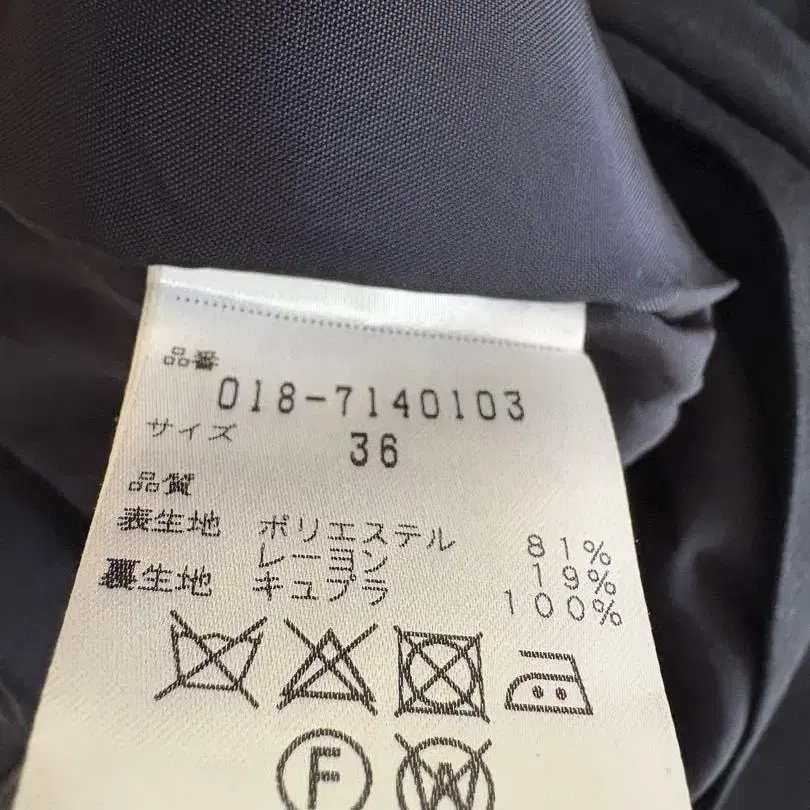 品番
018-7140103
サイズ 36
品質
表生地 ポリエステル 81%
レーヨン 19%
裏生地 キュプラ 100%
F
W